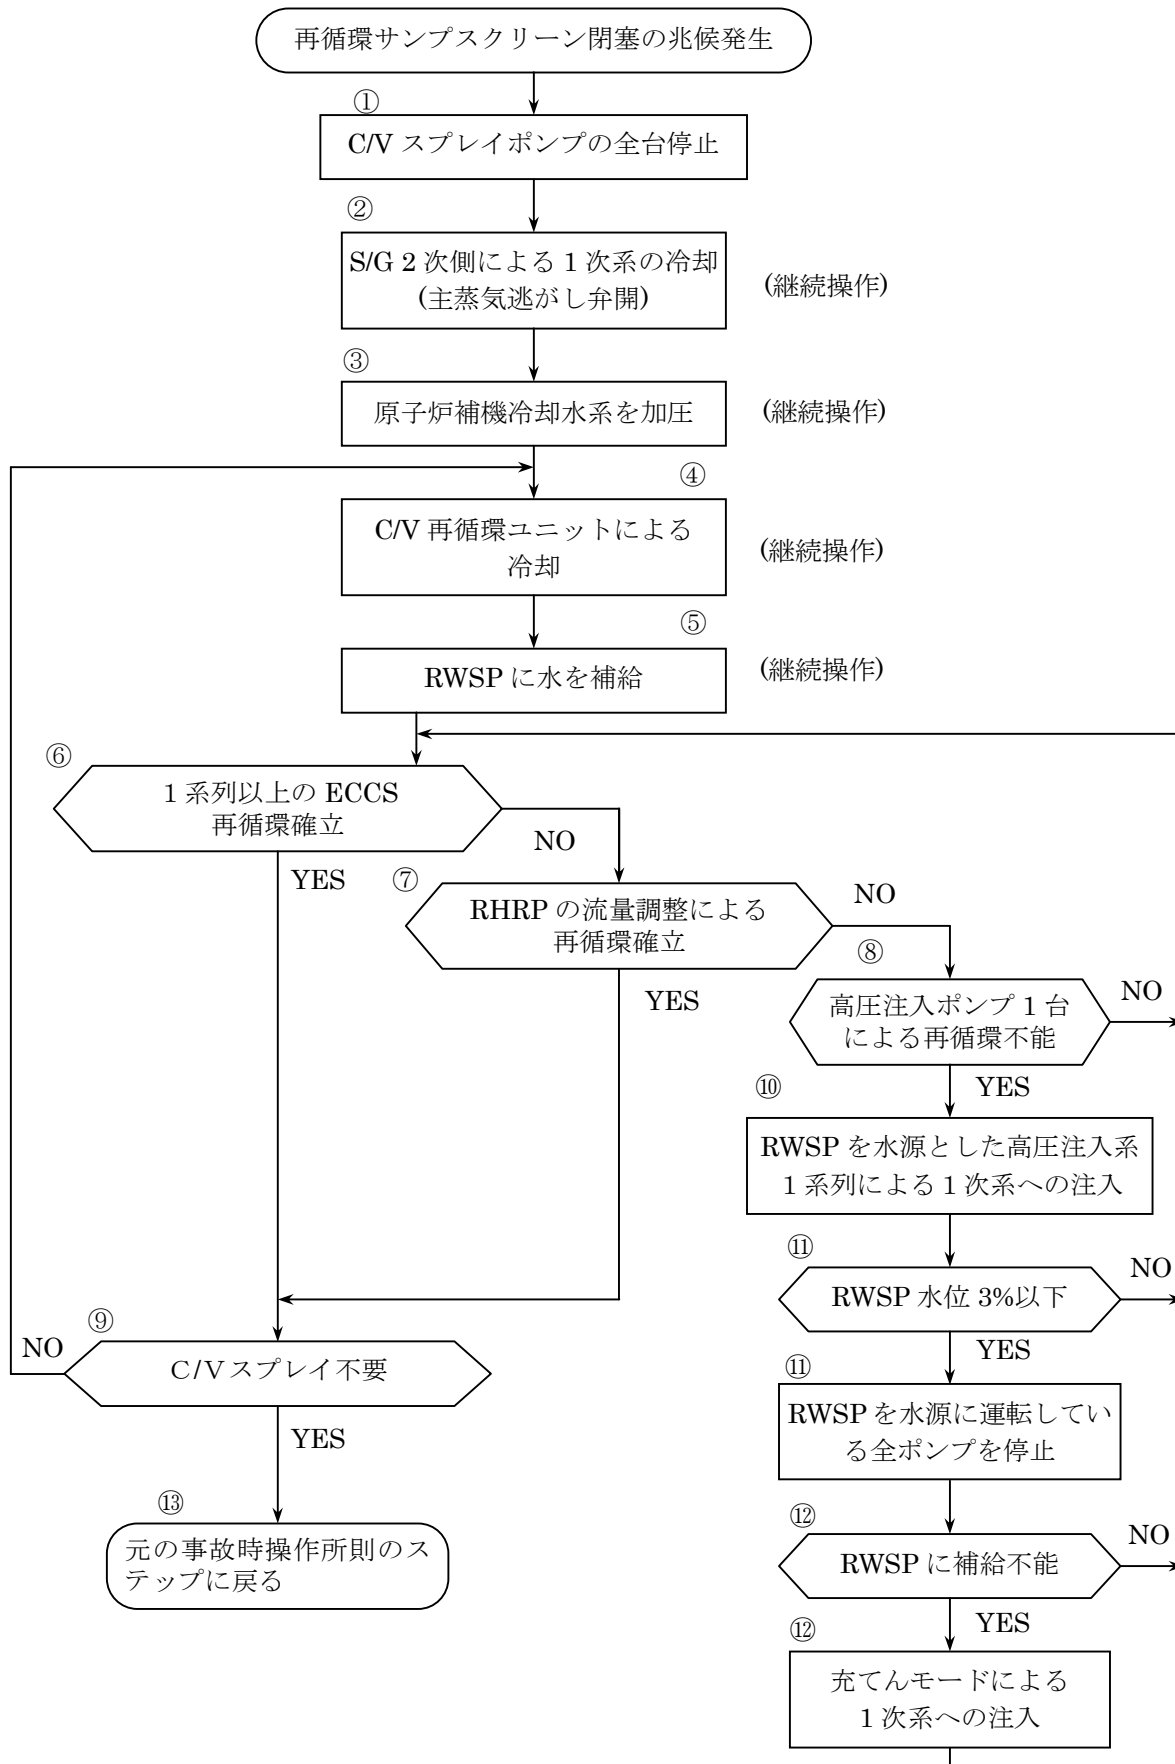 再循環サンプスクリーン閉塞の兆候発生
①
C/V スプレイポンプの全台停止
②
S/G 2 次側による 1 次系の冷却
(主蒸気逃がし弁開)
(継続操作)
③
原子炉補機冷却水系を加圧
(継続操作)
④
C/V 再循環ユニットによる
冷却
(継続操作)
⑤
RWSP に水を補給
(継続操作)
⑥
1 系列以上の ECCS
再循環確立
NO
YES
⑦
RHRP の流量調整による
再循環確立
NO
YES
⑧
高圧注入ポンプ 1 台
による再循環不能
NO
YES
⑩
RWSP を水源とした高圧注入系
1 系列による 1 次系への注入
⑪
RWSP 水位 3%以下
NO
YES
⑨
C/Vスプレイ不要
NO
YES
⑪
RWSP を水源に運転してい
る全ポンプを停止
⑬
元の事故時操作所則のス
テップに戻る
⑫
RWSP に補給不能
NO
YES
⑫
充てんモードによる
1 次系への注入